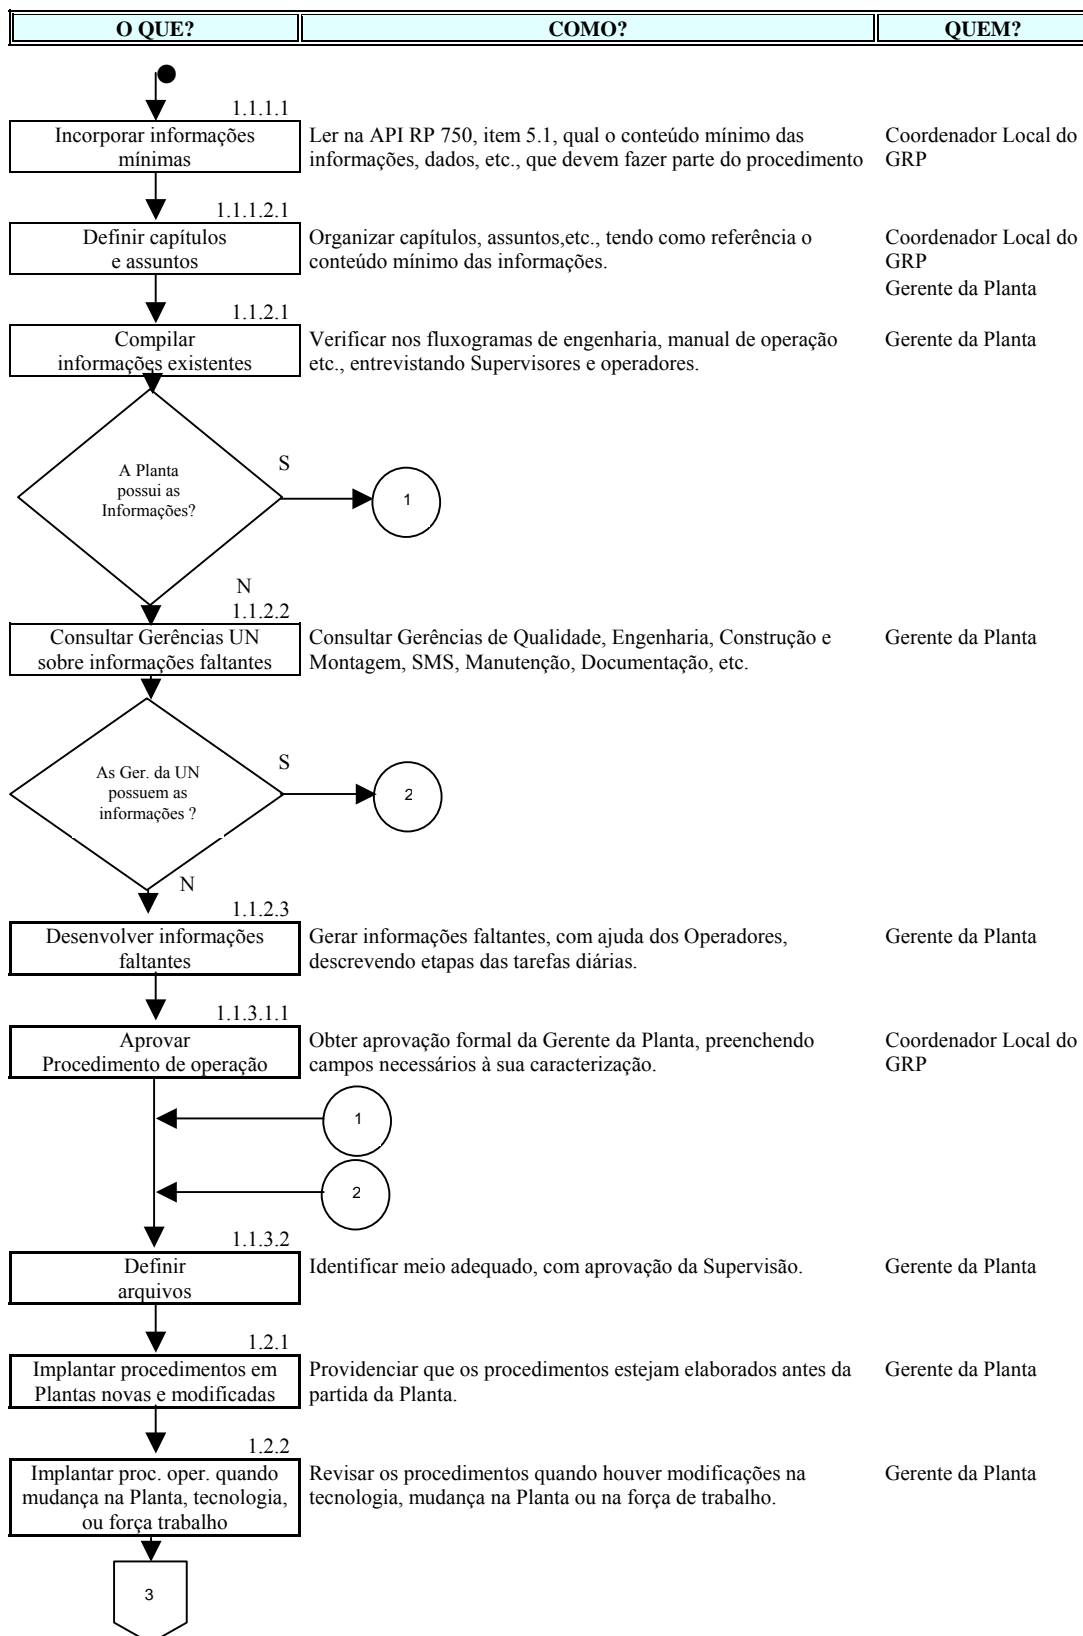 O QUE? COMO? QUEM?
1.1.1.1
Incorporar informações
mínimas
Ler na API RP 750, item 5.1, qual o conteúdo mínimo das
informações, dados, etc., que devem fazer parte do procedimento
Coordenador Local do
GRP
1.1.1.2.1
Definir capítulos
e assuntos
Organizar capítulos, assuntos,etc., tendo como referência o
conteúdo mínimo das informações.
Coordenador Local do
GRP
Gerente da Planta
1.1.2.1
Compilar
informações existentes
Verificar nos fluxogramas de engenharia, manual de operação
etc., entrevistando Supervisores e operadores.
Gerente da Planta
A Planta
possui as
Informações?
S
1
N
1.1.2.2
Consultar Gerências UN
sobre informações faltantes
Consultar Gerências de Qualidade, Engenharia, Construção e
Montagem, SMS, Manutenção, Documentação, etc.
Gerente da Planta
As Ger. da UN
possuem as
informações ?
S
2
N
1.1.2.3
Desenvolver informações
faltantes
Gerar informações faltantes, com ajuda dos Operadores,
descrevendo etapas das tarefas diárias.
Gerente da Planta
1.1.3.1.1
Aprovar
Procedimento de operação
Obter aprovação formal da Gerente da Planta, preenchendo
campos necessários à sua caracterização.
Coordenador Local do
GRP
1
2
1.1.3.2
Definir
arquivos
Identificar meio adequado, com aprovação da Supervisão.
Gerente da Planta
1.2.1
Implantar procedimentos em
Plantas novas e modificadas
Providenciar que os procedimentos estejam elaborados antes da
partida da Planta.
Gerente da Planta
1.2.2
Implantar proc. oper. quando
mudança na Planta, tecnologia,
ou força trabalho
Revisar os procedimentos quando houver modificações na
tecnologia, mudança na Planta ou na força de trabalho.
Gerente da Planta
3